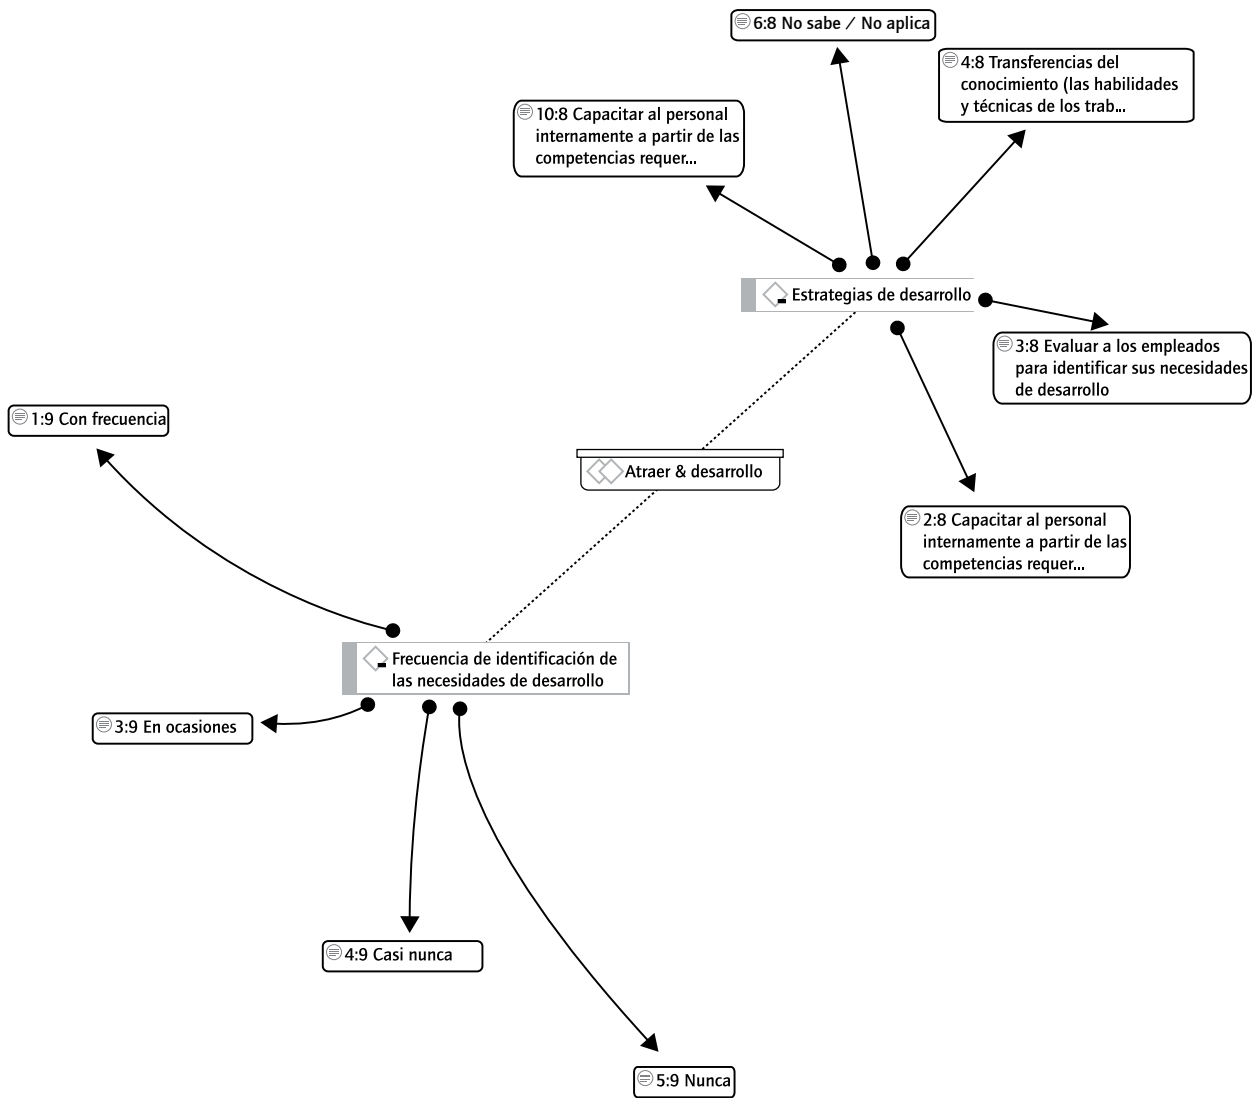 6:8 No sabe / No aplica
4:8 Transferencias del
conocimiento (las habilidades
y técnicas de los trab...
10:8 Capacitar al personal
internamente a partir de las
competencias requer...
Estrategias de desarrollo
3:8 Evaluar a los empleados
para identificar sus necesidades
de desarrollo
1:9 Con frecuencia
Atraer & desarrollo
2:8 Capacitar al personal
internamente a partir de las
competencias requer...
Frecuencia de identificación de
las necesidades de desarrollo
3:9 En ocasiones
4:9 Casi nunca
5:9 Nunca